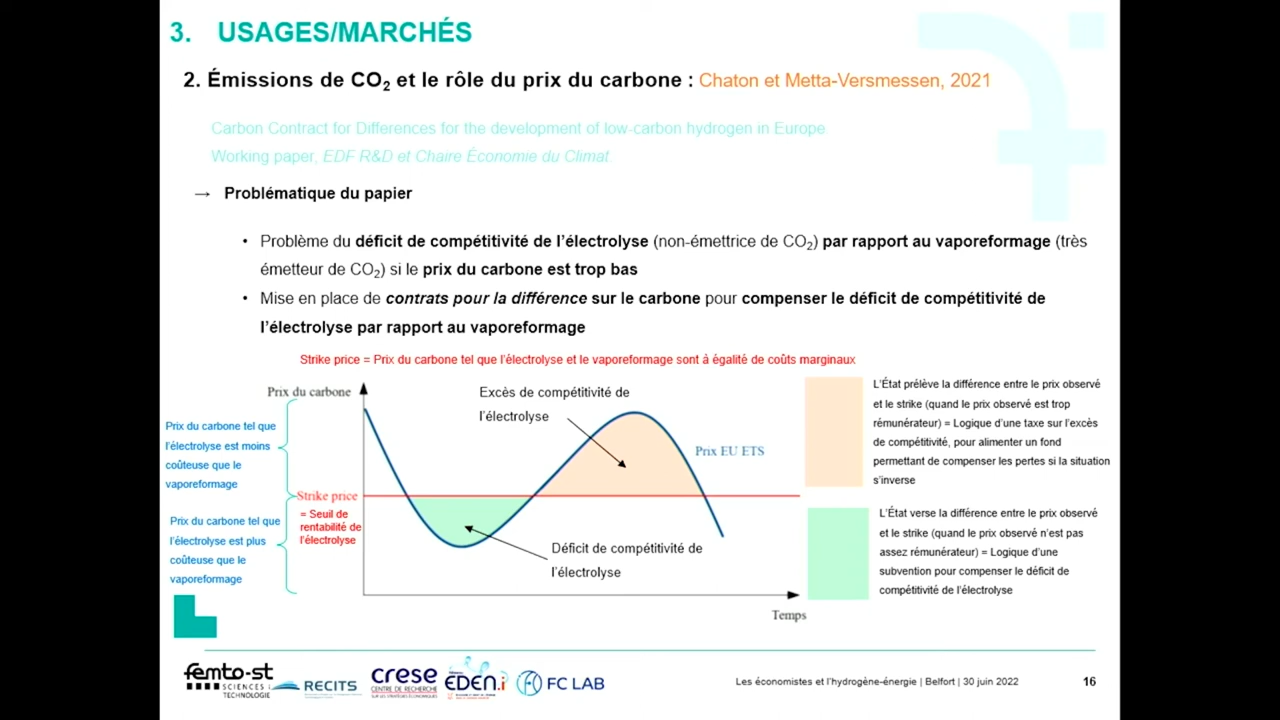 3. USAGES/MARCHÉS
2. Émissions de CO2 et le rôle du prix du carbone : Chaton et Metta-Versmessen, 2021
Carbon Contract for Differences for the development of low-carbon hydrogen in Europe
Working paper, EDF R&D et Chaire Économie du Climat.
→ Problématique du papier
• Problème du déficit de compétitivité de l'électrolyse (non-émettrice de CO2) par rapport au vaporeformage (très
émetteur de CO2) si le prix du carbone est trop bas
• Mise en place de contrats pour la différence sur le carbone pour compenser le déficit de compétitivité de
l'électrolyse par rapport au vaporeformage
Strike price = Prix du carbone tel que l'électrolyse et le vaporeformage sont à égalité de coûts marginaux
Prix du carbone
Excès de compétitivité de
l'électrolyse
Prix du carbone tel que
l'électrolyse est moins
coûteuse que le
vaporeformage
Prix EU ETS
Strike price
= Seuil de
rentabilité de
l'électrolyse
Prix du carbone tel que
l'électrolyse est plus
coûteuse que le
vaporeformage
Déficit de compétitivité de
l'électrolyse
Temps
L'État prélève la différence entre le prix observé
et le strike (quand le prix observé est trop
rémunérateur) = Logique d'une taxe sur l'excès
de compétitivité, pour alimenter un fond
permettant de compenser les pertes si la situation
s'inverse
L'État verse la différence entre le prix observé
et le strike (quand le prix observé n'est pas
assez rémunérateur) = Logique d'une
subvention pour compenser le déficit de
compétitivité de l'électrolyse
femto-st
SCIENCES &
TECHNOLOGIE
RECITS
crese
CENTRE DE RECHERCHE
SUR LES STRATÉGIES ÉCONOMIQUES
EDEN.i
FC LAB
Les économistes et l'hydrogène-énergie | Belfort | 30 juin 2022
16